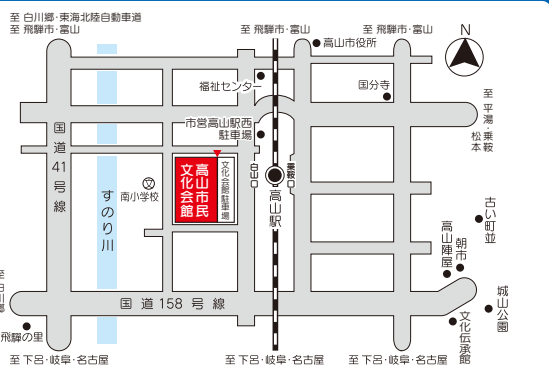 至 白川郷・東海北陸自動車道
至 飛騨市・富山
至 飛騨市・富山
至 飛騨市・富山
N
高山市役所
福祉センター
国分寺
至 平湯・乗鞍
松本
市営高山駅西
駐車場
国道41号線
すのり川
文
南小学校
高山市民
文化会館
文化会館駐車場
白山口
乗鞍口
高山駅
古い町並
朝市
高山陣屋
城山公園
文化伝承館
至 白川郷
国道158号線
飛騨の里
至 下呂・岐阜・名古屋
至 下呂・岐阜・名古屋
至 下呂・岐阜・名古屋